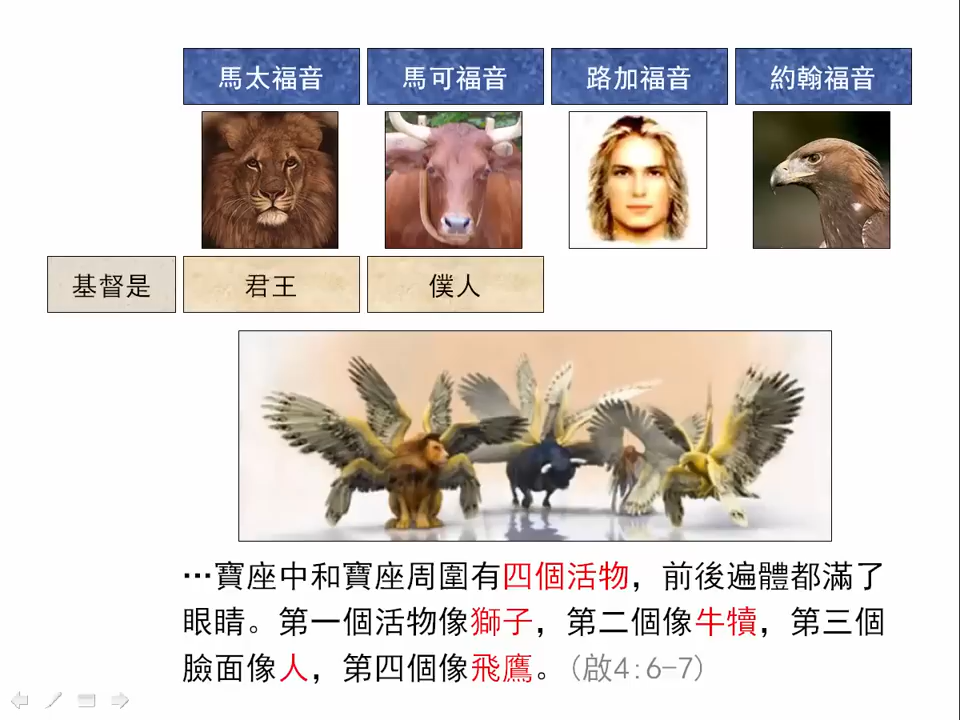 馬太福音 馬可福音 路加福音 約翰福音
基督是 君王 僕人
…寶座中和寶座周圍有四個活物，前後遍體都滿了
眼睛。第一個活物像獅子，第二個像牛犢，第三個
臉面像人，第四個像飛鷹。(啟4:6-7)